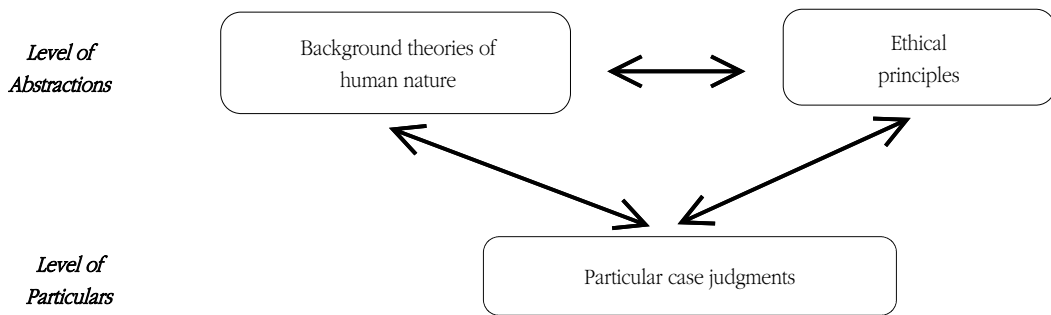 Level of
Abstractions
Background theories of
human nature
Ethical
principles
Level of
Particulars
Particular case judgments